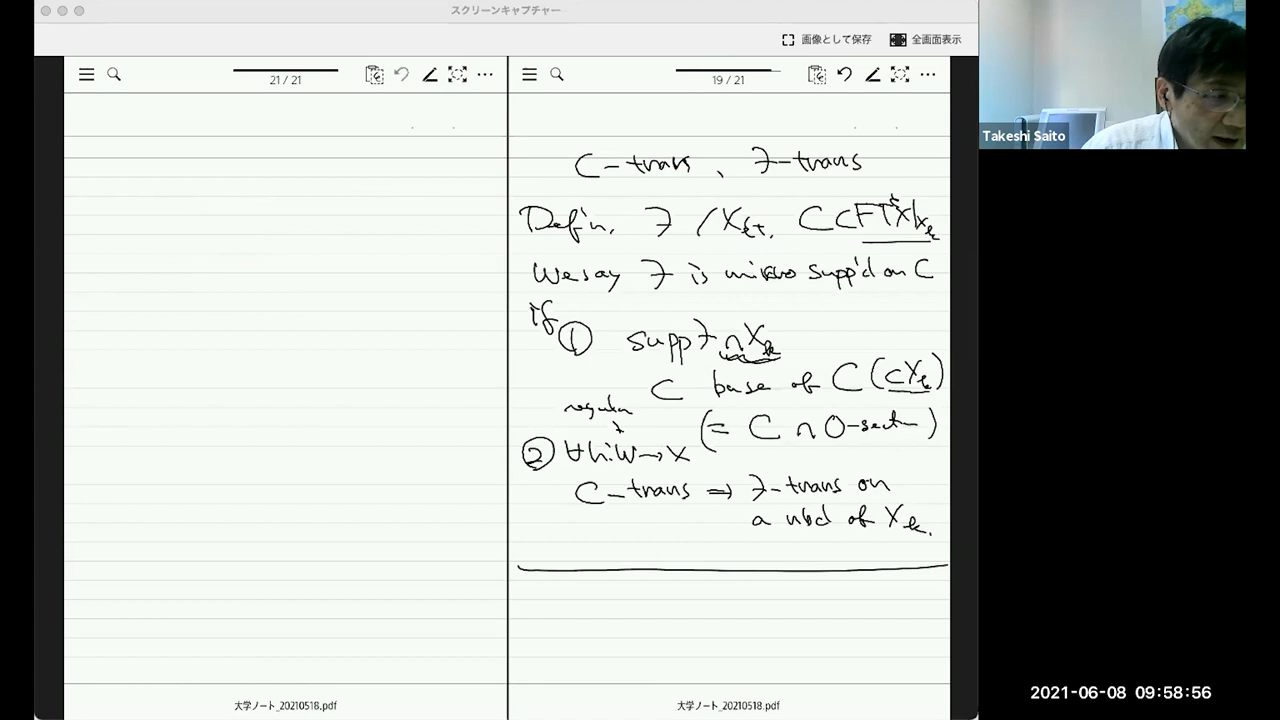 スクリーンキャプチャー
画像として保存
全画面表示
21 / 21
19 / 21
C-trans、F-trans
Def'n. F / X ét. C ⊂ FT*X|X_k
We say F is micro supp'd on C
if
① supp F ∩ X_k
⊂ base of C (⊂ X_k)
regular
(= C ∩ 0-section)
② ∀h: W → X
C-trans ⇒ F-trans on
a nbd of X_k.
大学ノート_20210518.pdf
大学ノート_20210518.pdf
Takeshi Saito
2021-06-08 09:58:56